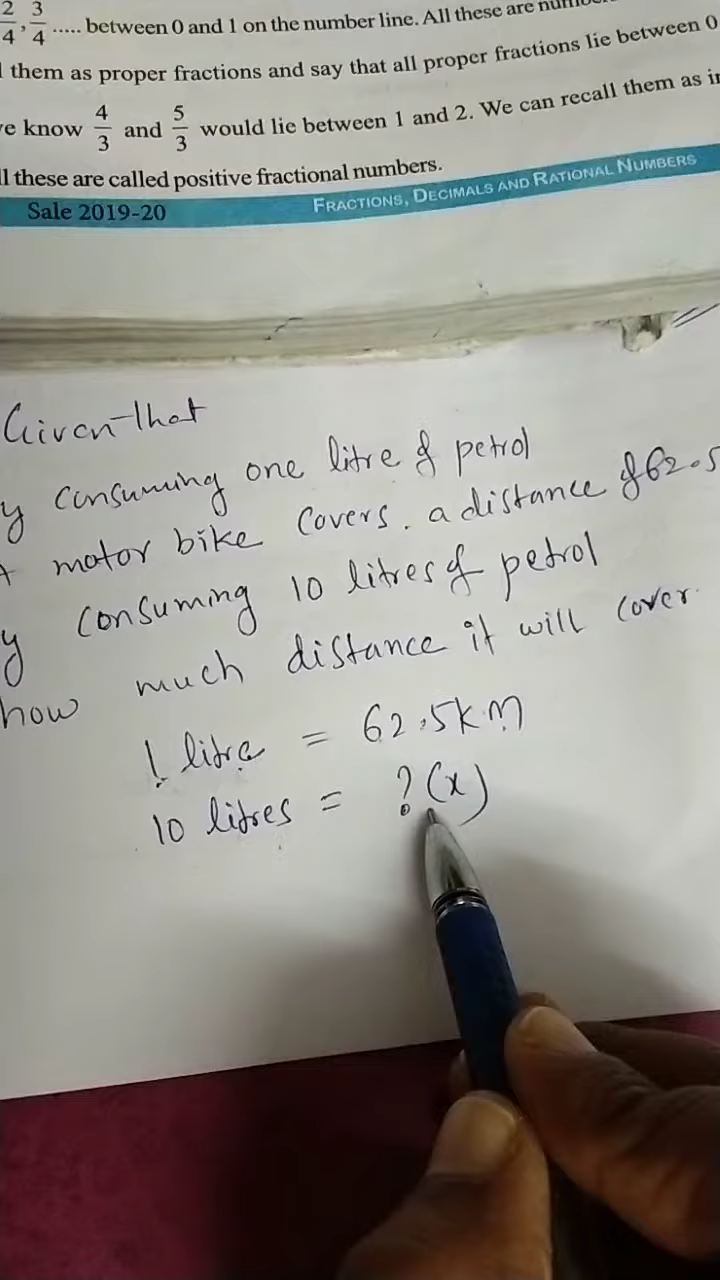 2/4, 3/4 ..... between 0 and 1 on the number line. All these are
them as proper fractions and say that all proper fractions lie between 0
know 4/3 and 5/3 would lie between 1 and 2. We can recall them as
these are called positive fractional numbers.
Sale 2019-20 FRACTIONS, DECIMALS AND RATIONAL NUMBERS
Given that
y consuming one litre of petrol
motor bike covers. a distance of 62.5
y consuming 10 litres of petrol
how much distance it will cover.
1 litre = 62.5km
10 litres = ?(x)